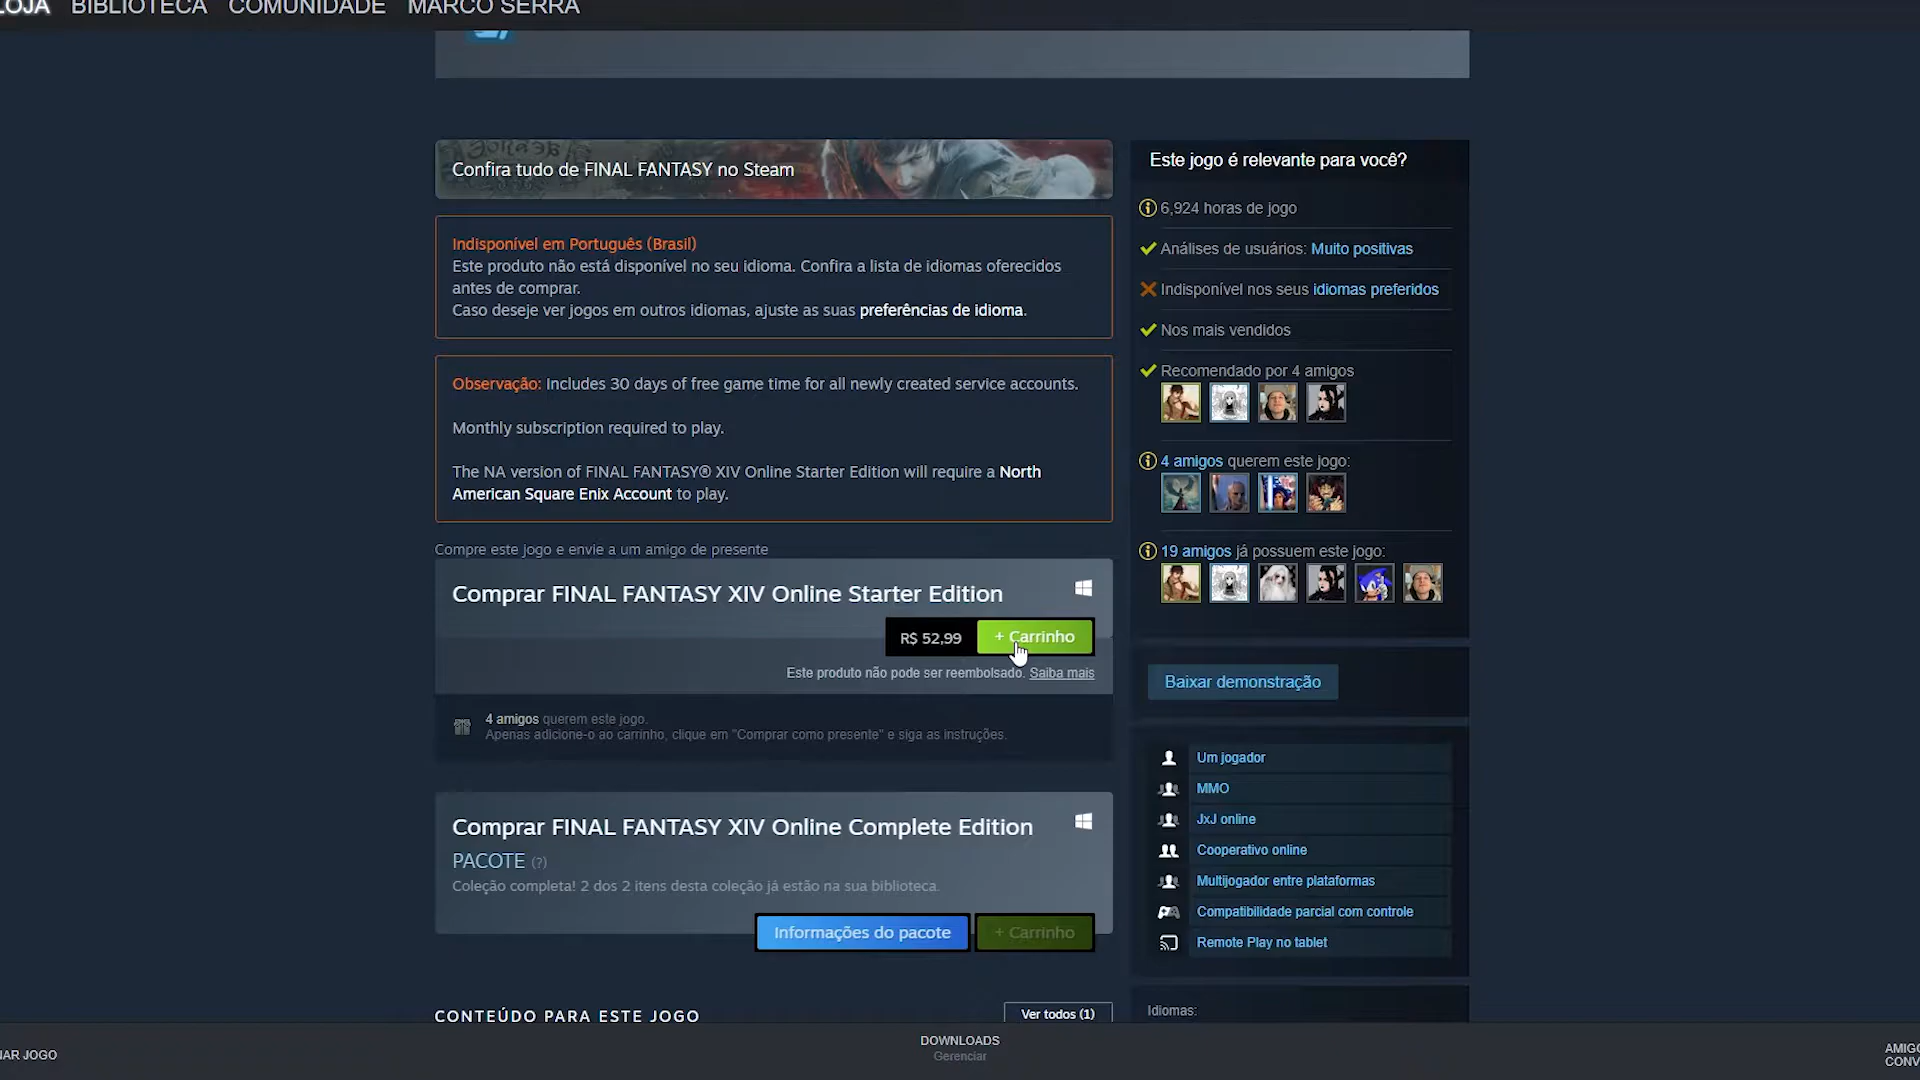 LOJA BIBLIOTECA COMUNIDADE MARCO SERRA
Confira tudo de FINAL FANTASY no Steam
Indisponível em Português (Brasil)
Este produto não está disponível no seu idioma. Confira a lista de idiomas oferecidos
antes de comprar.
Caso deseje ver jogos em outros idiomas, ajuste as suas preferências de idioma.
Observação: Includes 30 days of free game time for all newly created service accounts.
Monthly subscription required to play.
The NA version of FINAL FANTASY® XIV Online Starter Edition will require a North
American Square Enix Account to play.
Compre este jogo e envie a um amigo de presente
Comprar FINAL FANTASY XIV Online Starter Edition
R$ 52,99
+ Carrinho
Este produto não pode ser reembolsado. Saiba mais
4 amigos querem este jogo.
Apenas adicione-o ao carrinho, clique em "Comprar como presente" e siga as instruções.
Comprar FINAL FANTASY XIV Online Complete Edition
PACOTE (?)
Coleção completa! 2 dos 2 itens desta coleção já estão na sua biblioteca.
Informações do pacote
+ Carrinho
CONTEÚDO PARA ESTE JOGO
Ver todos (1)
Este jogo é relevante para você?
6,924 horas de jogo
Análises de usuários: Muito positivas
Indisponível nos seus idiomas preferidos
Nos mais vendidos
Recomendado por 4 amigos
4 amigos querem este jogo:
19 amigos já possuem este jogo:
Baixar demonstração
Um jogador
MMO
JxJ online
Cooperativo online
Multijogador entre plataformas
Compatibilidade parcial com controle
Remote Play no tablet
Idiomas:
NAR JOGO
DOWNLOADS
Gerenciar
AMIGO
CONV